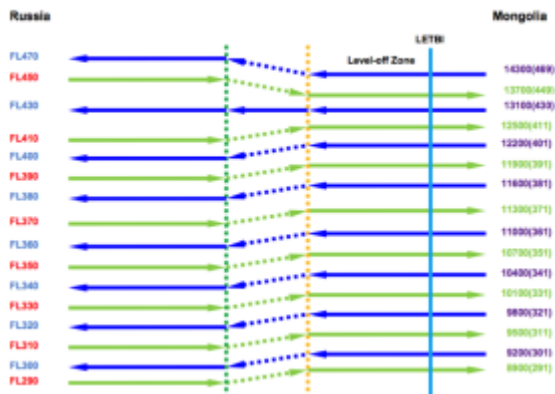 Russia
Mongolia
LETBI
Level-off Zone
FL470
14300(469)
FL450
13700(449)
FL430
13100(430)
FL410
12500(411)
FL400
12200(401)
FL390
11900(391)
FL380
11600(381)
FL370
11300(371)
FL360
11000(361)
FL350
10700(351)
FL340
10400(341)
FL330
10100(331)
FL320
9800(321)
FL310
9500(311)
FL300
9200(301)
FL290
8900(291)